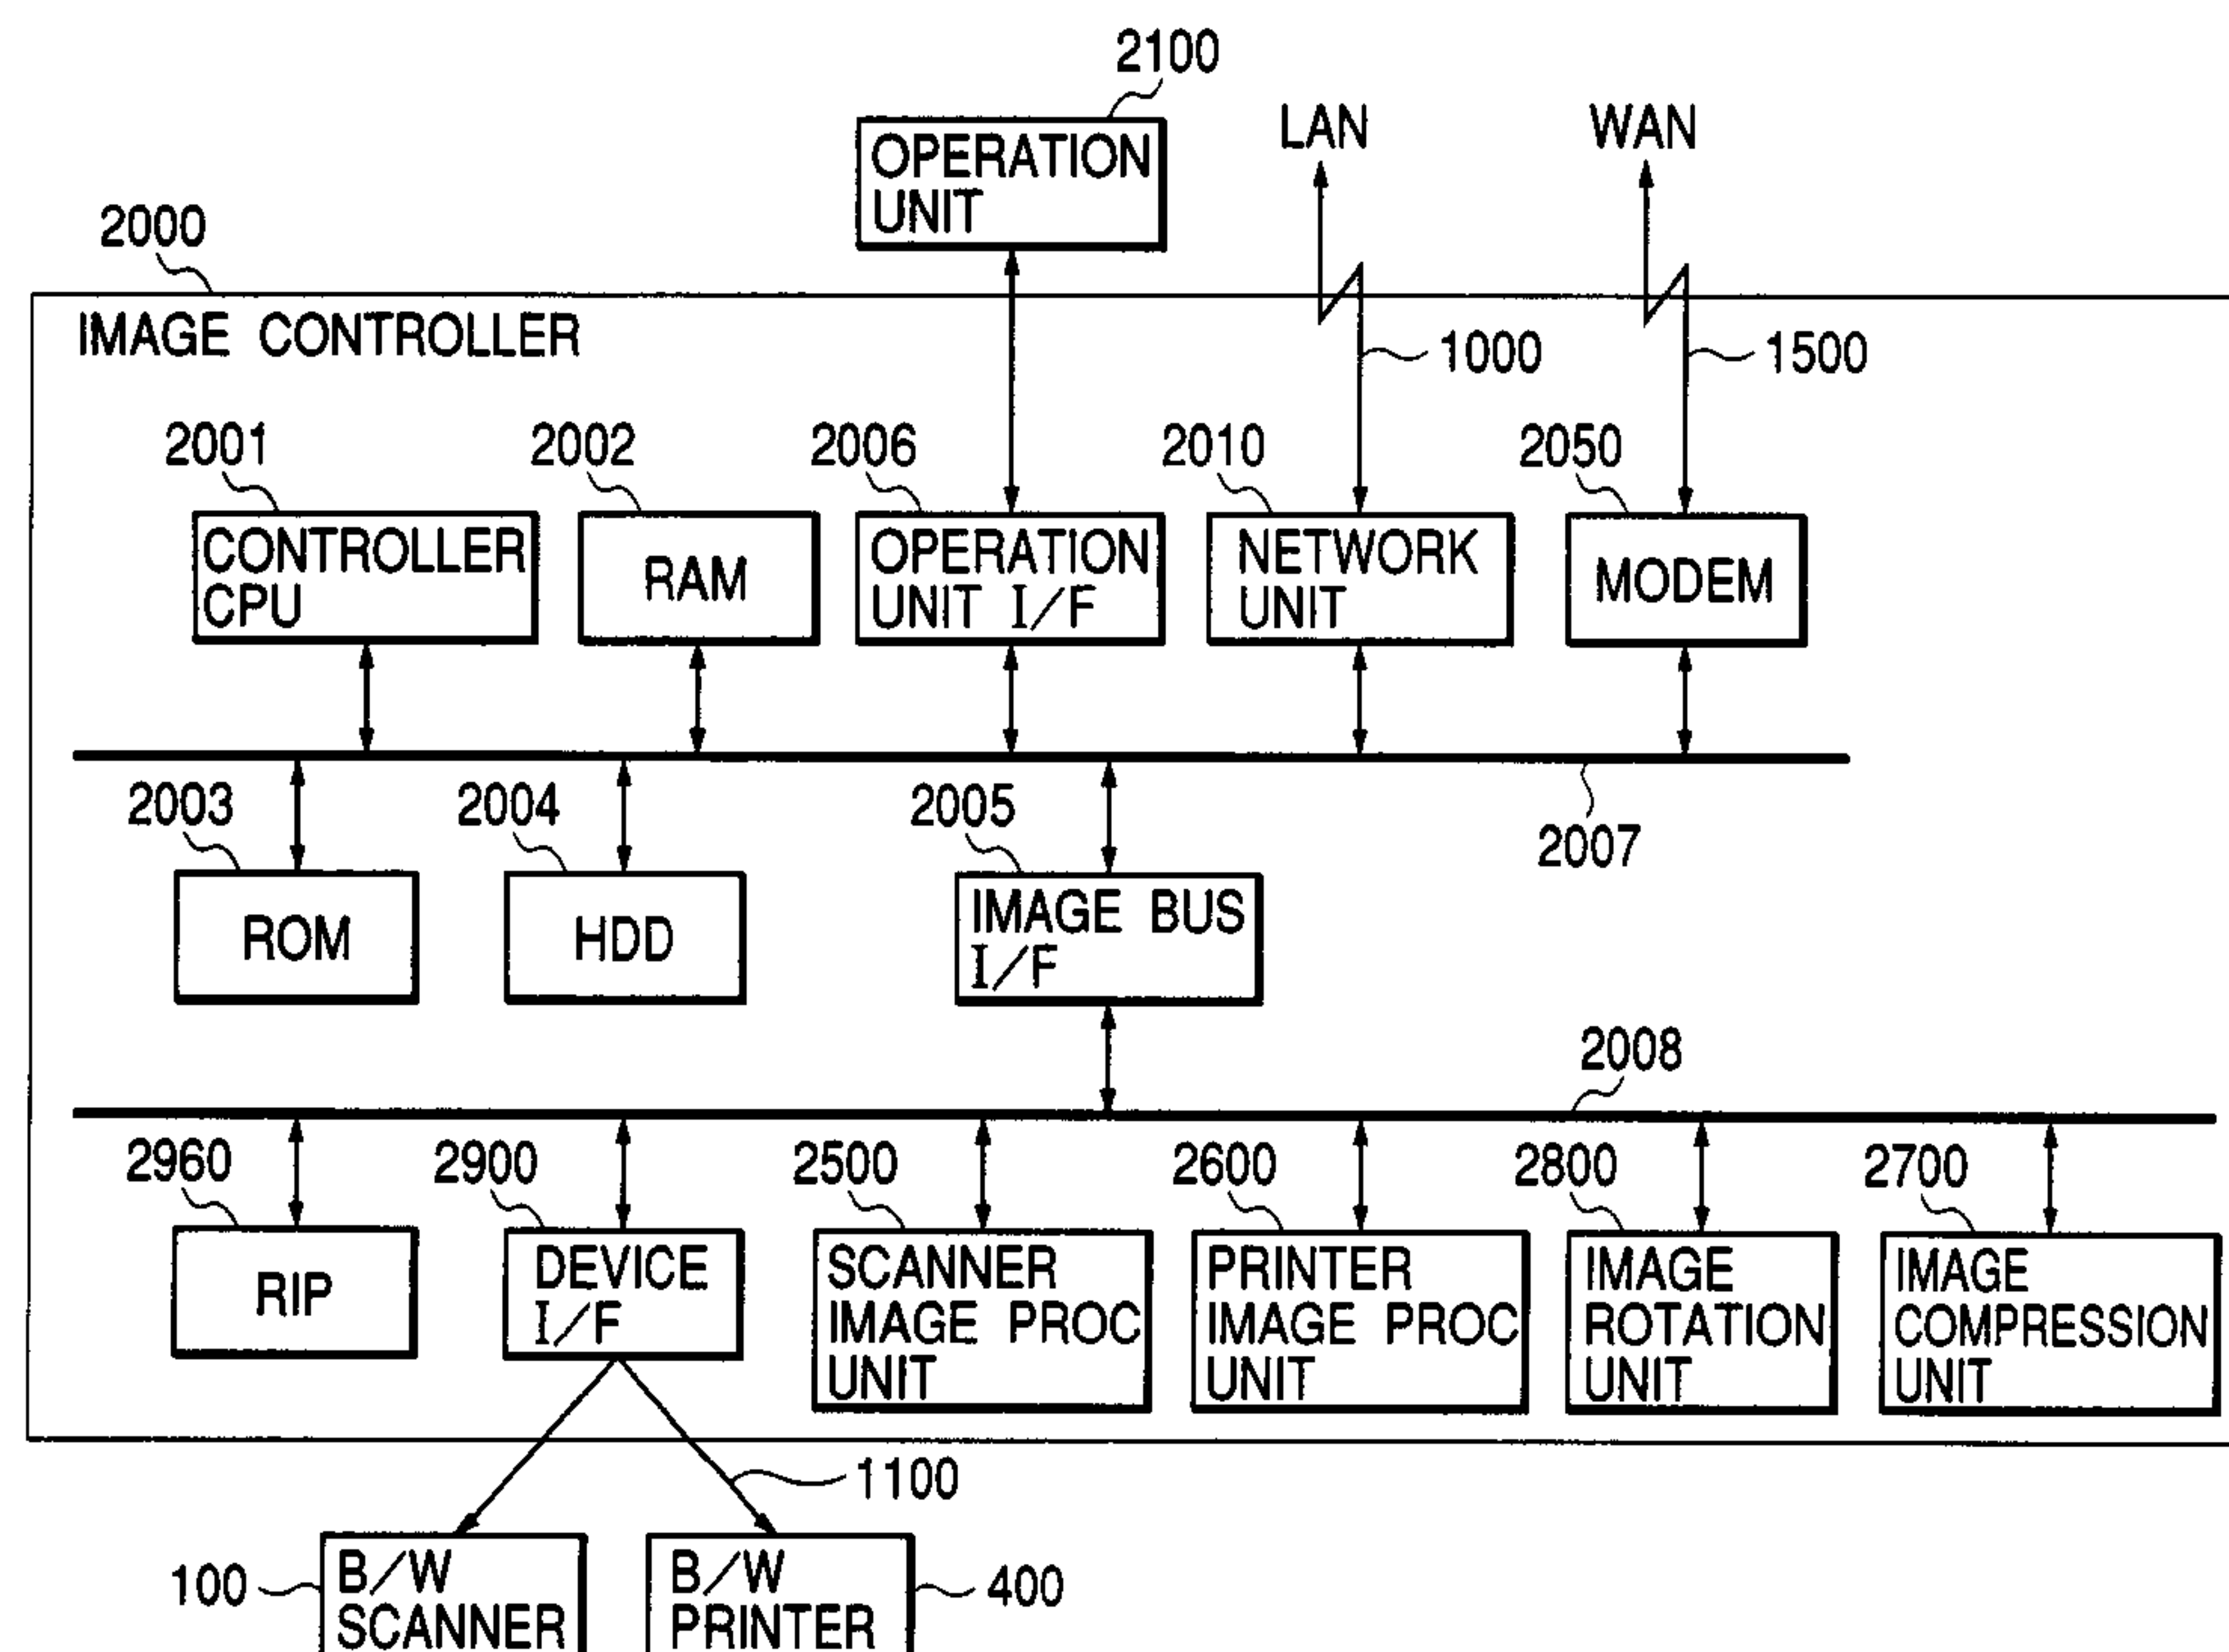 2100
OPERATION
UNIT
LAN
WAN
2000
IMAGE CONTROLLER
1000
1500
2001
2002
2006
2010
2050
CONTROLLER
CPU
RAM
OPERATION
UNIT I/F
NETWORK
UNIT
MODEM
2003
2004
2005
2007
ROM
HDD
IMAGE BUS
I/F
2008
2960
2900
2500
2600
2800
2700
RIP
DEVICE
I/F
SCANNER
IMAGE PROC
UNIT
PRINTER
IMAGE PROC
UNIT
IMAGE
ROTATION
UNIT
IMAGE
COMPRESSION
UNIT
1100
100
B/W
SCANNER
B/W
PRINTER
400